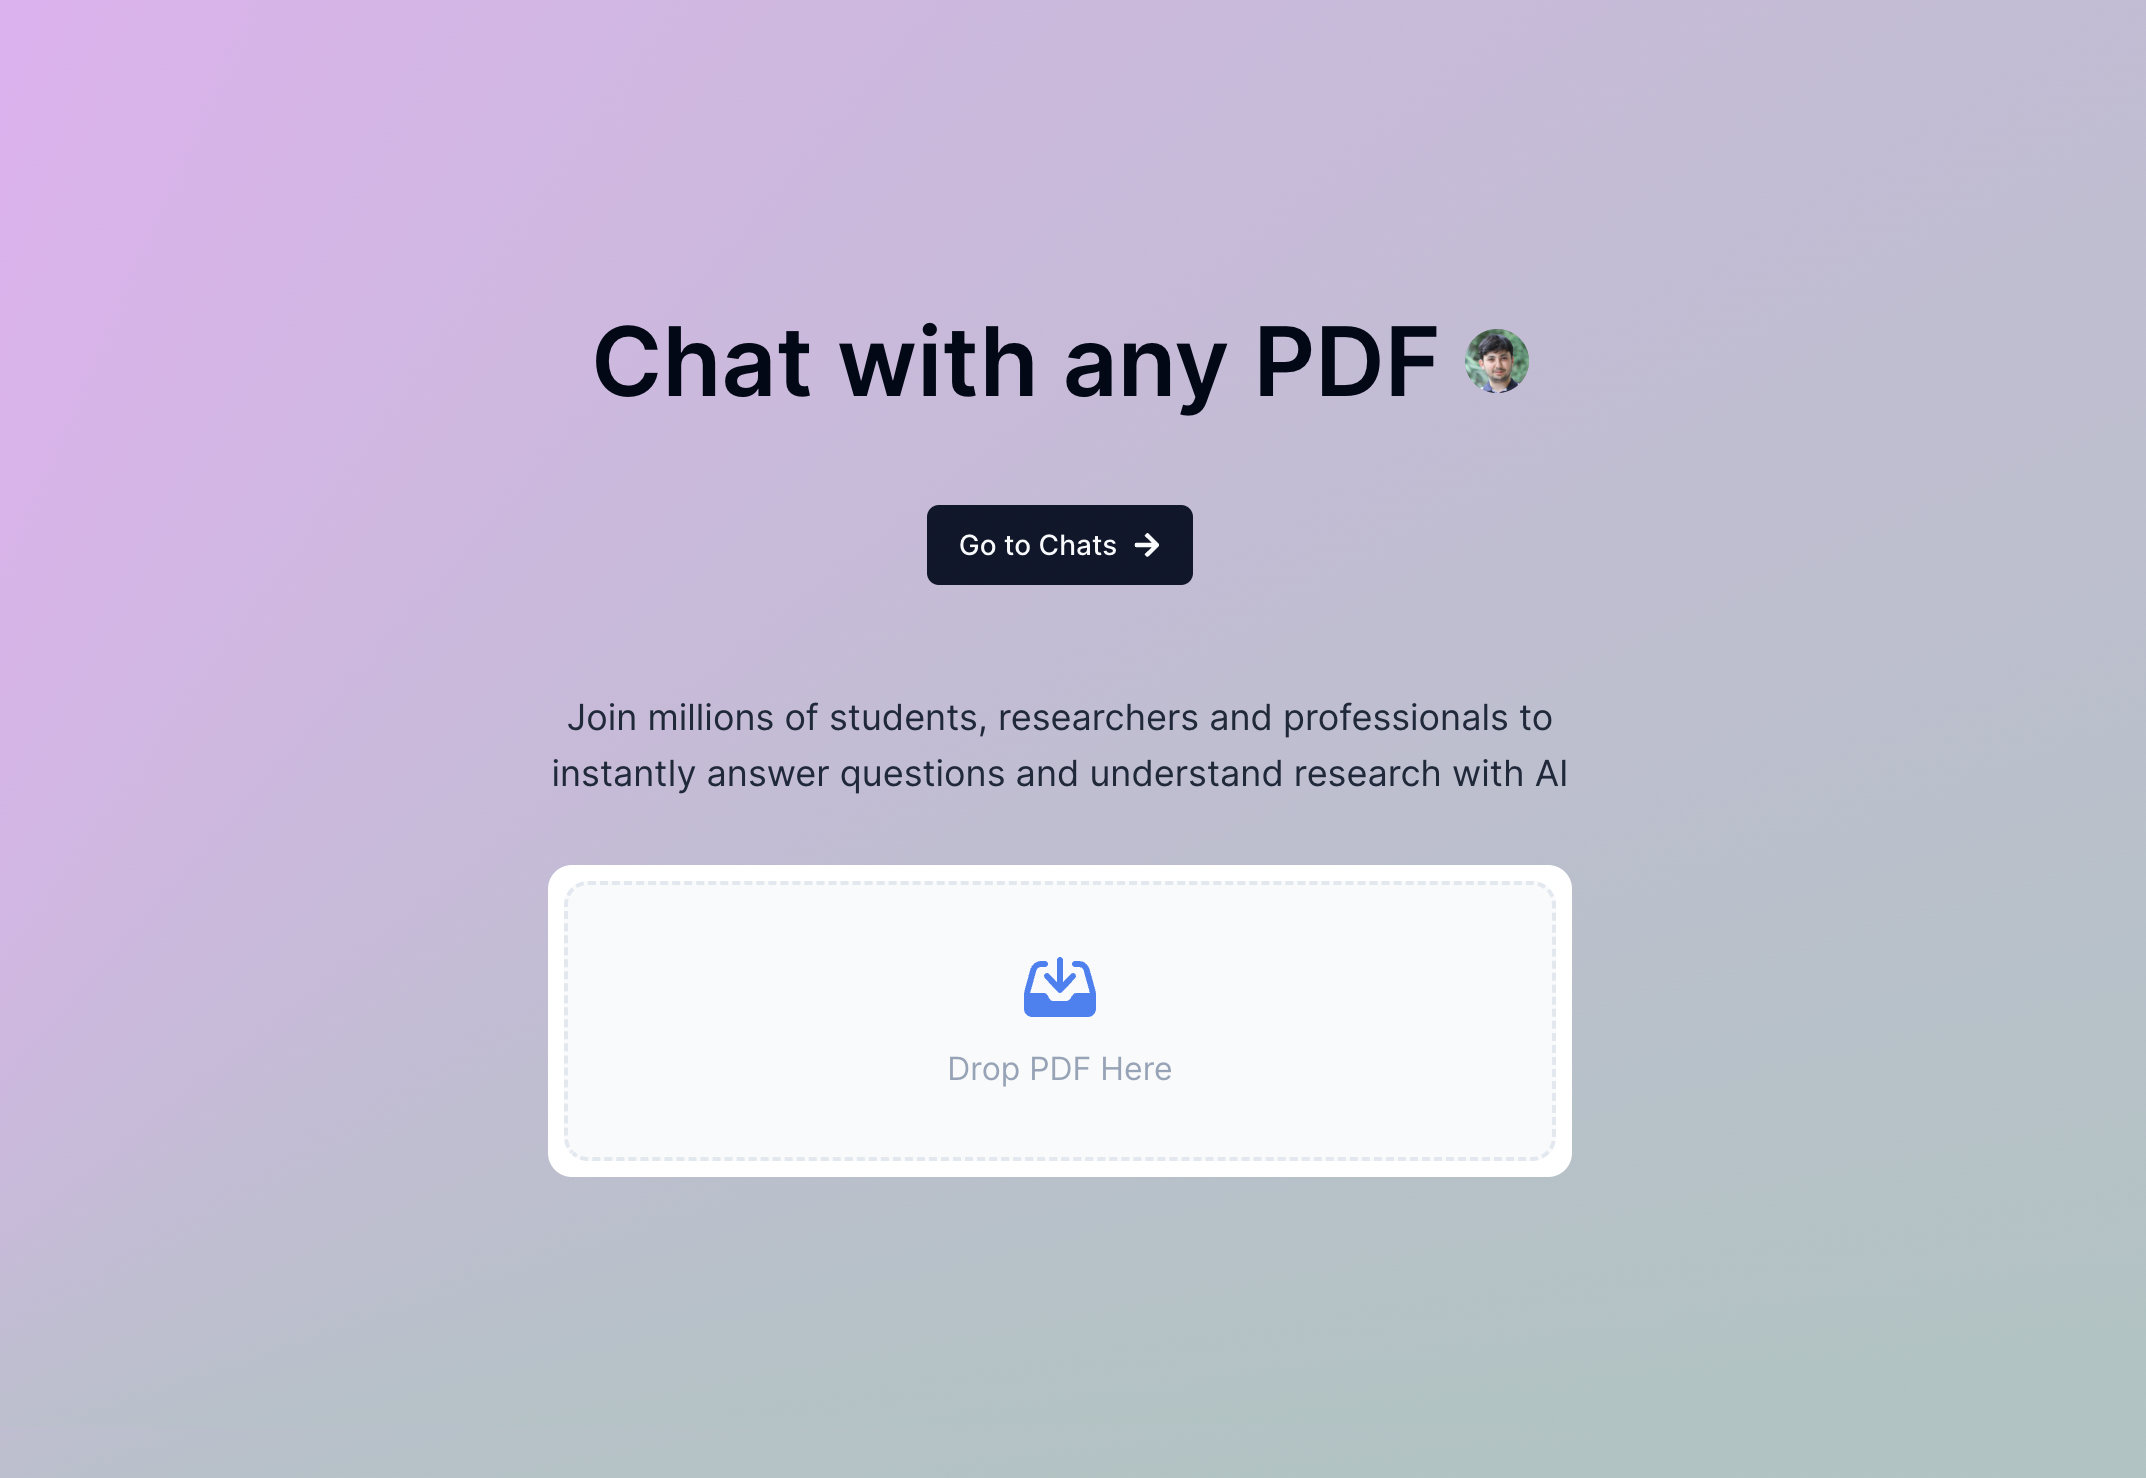 Chat with any PDF
Go to Chats
Join millions of students, researchers and professionals to
instantly answer questions and understand research with AI
Drop PDF Here